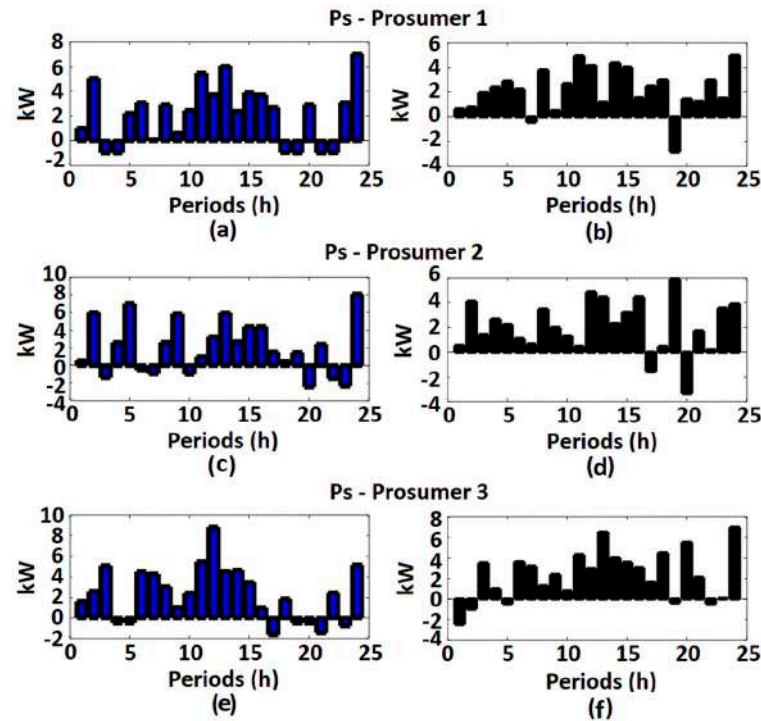 Ps - Prosumer 1
8
6
4
2
0
-2
kW
0 5 10 15 20 25
Periods (h)
(a)
6
4
2
0
-2
-4
kW
0 5 10 15 20 25
Periods (h)
(b)
Ps - Prosumer 2
10
8
6
4
2
0
-2
-4
kW
0 5 10 15 20 25
Periods (h)
(c)
6
4
2
0
-2
-4
kW
0 5 10 15 20 25
Periods (h)
(d)
Ps - Prosumer 3
10
8
6
4
2
0
-2
kW
0 5 10 15 20 25
Periods (h)
(e)
8
6
4
2
0
-2
-4
kW
0 5 10 15 20 25
Periods (h)
(f)